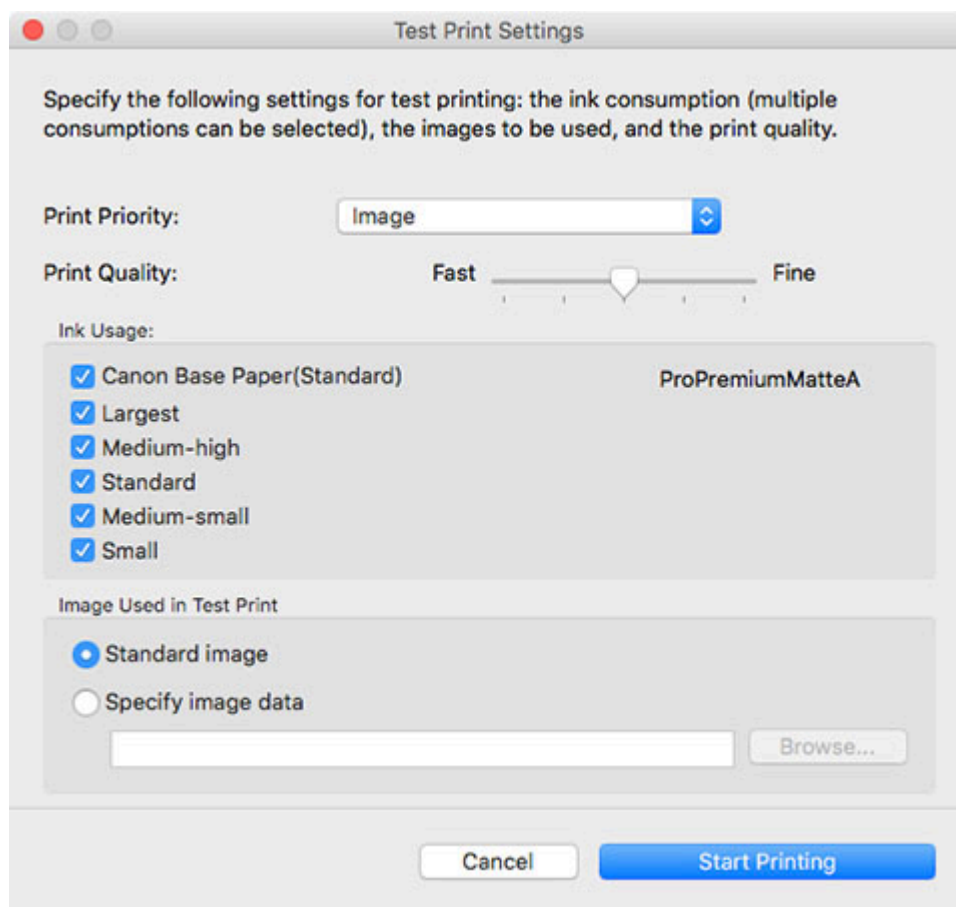 Test Print Settings
Specify the following settings for test printing: the ink consumption (multiple
consumptions can be selected), the images to be used, and the print quality.
Print Priority: Image
Print Quality: Fast Fine
Ink Usage:
Canon Base Paper(Standard) ProPremiumMatteA
Largest
Medium-high
Standard
Medium-small
Small
Image Used in Test Print
Standard image
Specify image data
Browse...
Cancel Start Printing